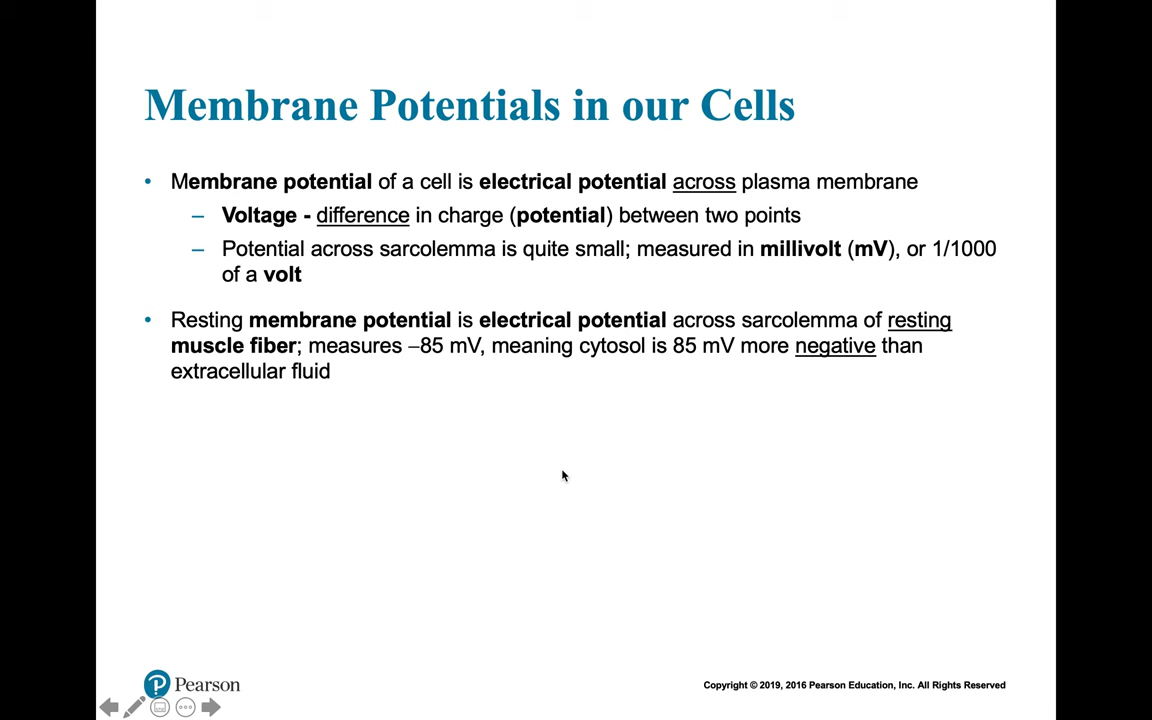 Membrane Potentials in our Cells
• Membrane potential of a cell is electrical potential across plasma membrane
– Voltage - difference in charge (potential) between two points
– Potential across sarcolemma is quite small; measured in millivolt (mV), or 1/1000
of a volt
• Resting membrane potential is electrical potential across sarcolemma of resting
muscle fiber; measures –85 mV, meaning cytosol is 85 mV more negative than
extracellular fluid
P Pearson
Copyright © 2019, 2016 Pearson Education, Inc. All Rights Reserved